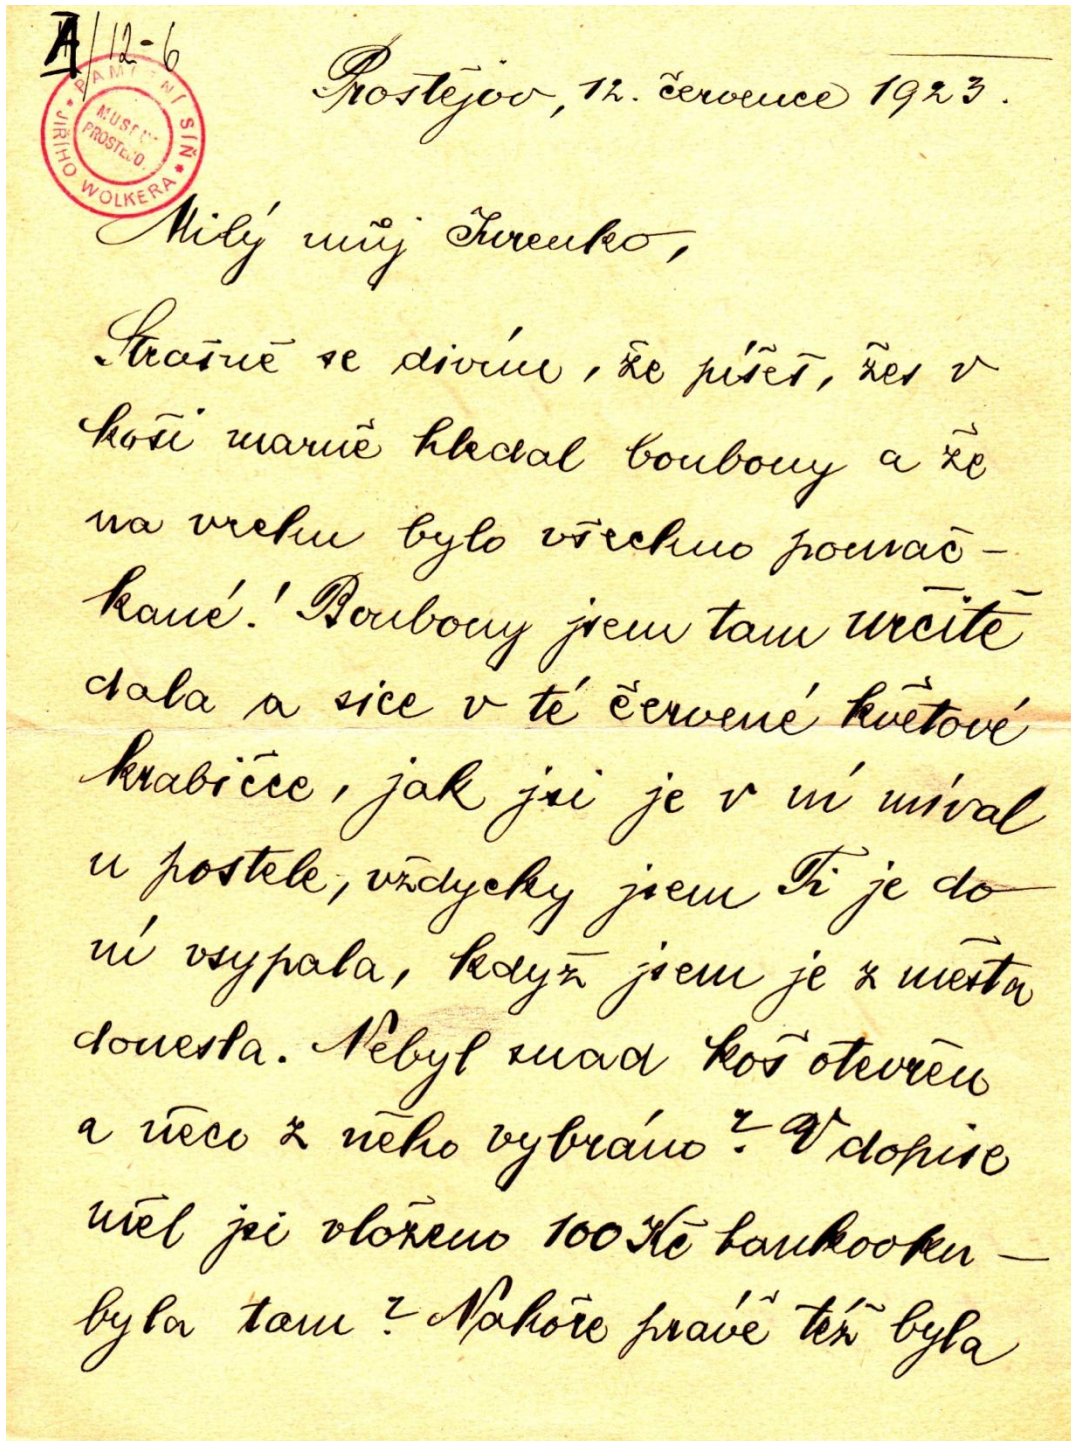 A/12-6
PAMĚTNÍ SÍŇ
JIŘÍHO WOLKERA
MUSEUM
Prostějov, 12. července 1923.
Milý můj Jurenko,
Strašně se divím, že píšeš, žes v
koši marně hledal bonbony a že
na vrchu bylo všechno pomač-
kané! Bonbony jsem tam určitě
dala a sice v té červené květové
krabičce, jak jsi je v ní míval
u postele, vždycky jsem Ti je do
ní vsypala, když jsem je z města
donesla. Nebyl snad koš otevřen
a něco z něho vybráno? V dopise
měl jsi vloženo 100 Kč bankovku —
byla tam? Nahoře právě též byla